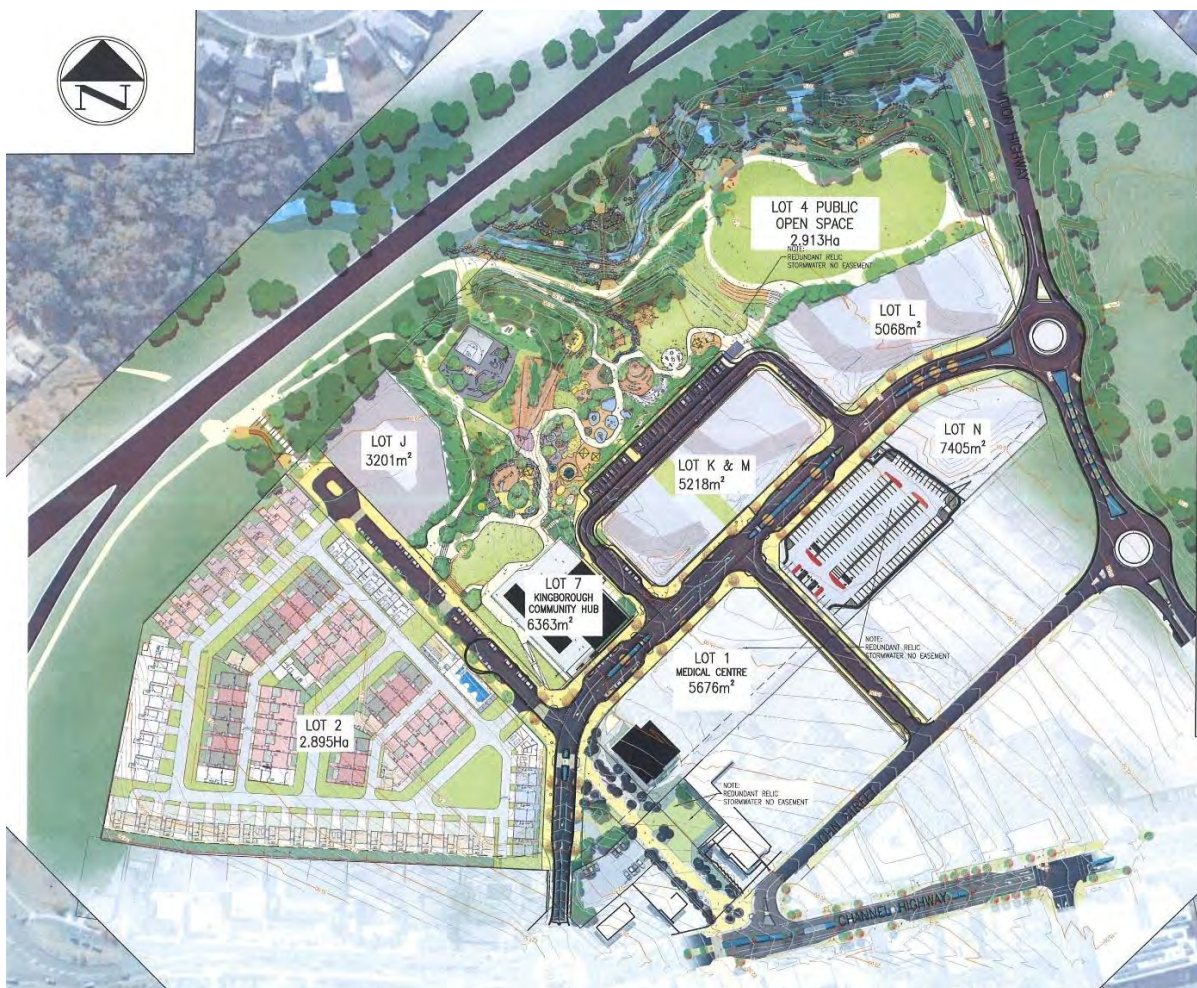 N
HUON HIGHWAY
LOT 4 PUBLIC
OPEN SPACE
2.913Ha
NOTE:
REDUNDANT RELIC
STORMWATER NO EASEMENT
LOT L
5068m²
LOT J
3201m²
LOT K & M
5218m²
LOT N
7405m²
LOT 7
KINGBOROUGH
COMMUNITY HUB
6363m²
NOTE:
REDUNDANT RELIC
STORMWATER NO EASEMENT
LOT 1
MEDICAL CENTRE
5676m²
LOT 2
2.895Ha
NOTE:
REDUNDANT RELIC
STORMWATER NO EASEMENT
CHANNEL HIGHWAY